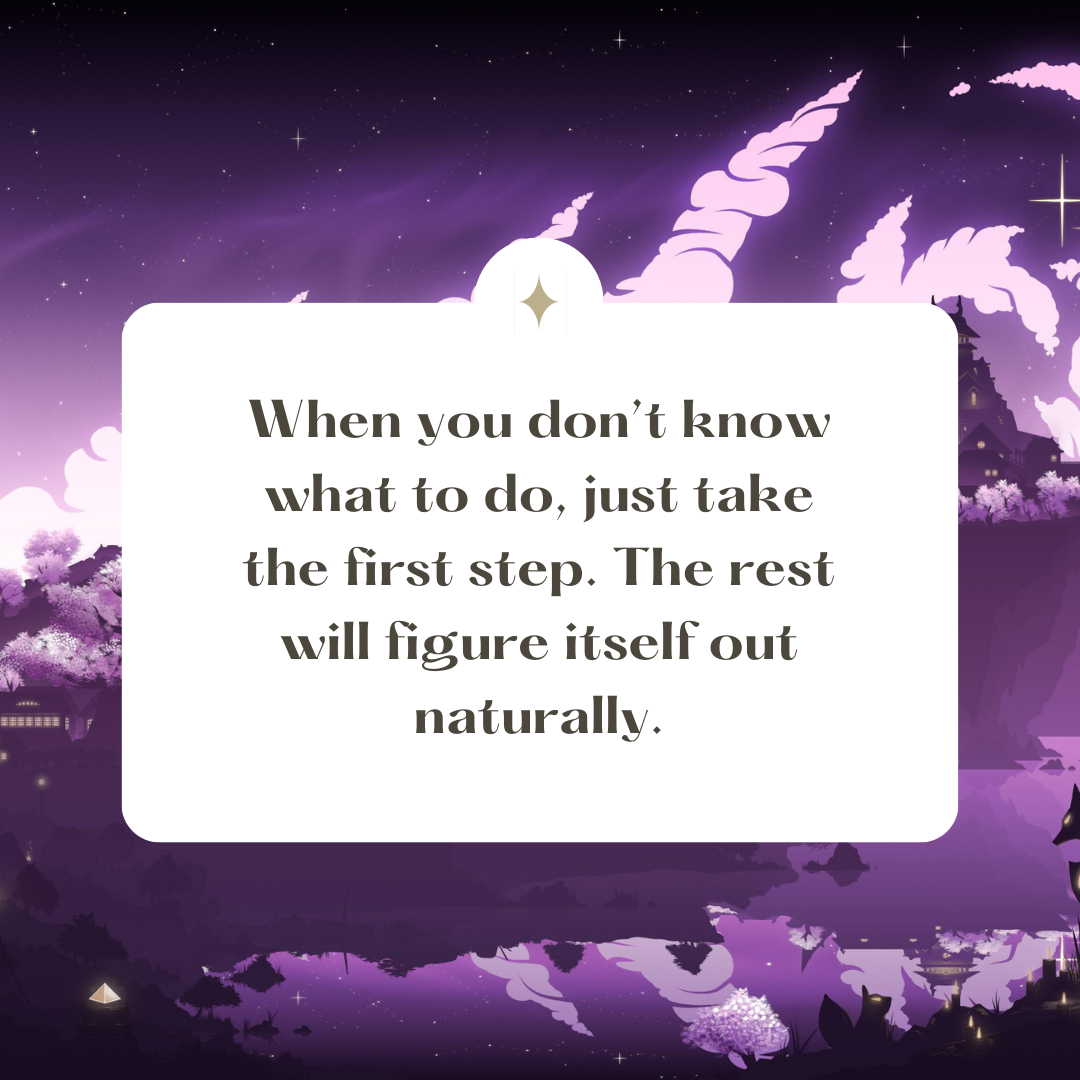 When you don't know
what to do, just take
the first step. The rest
will figure itself out
naturally.